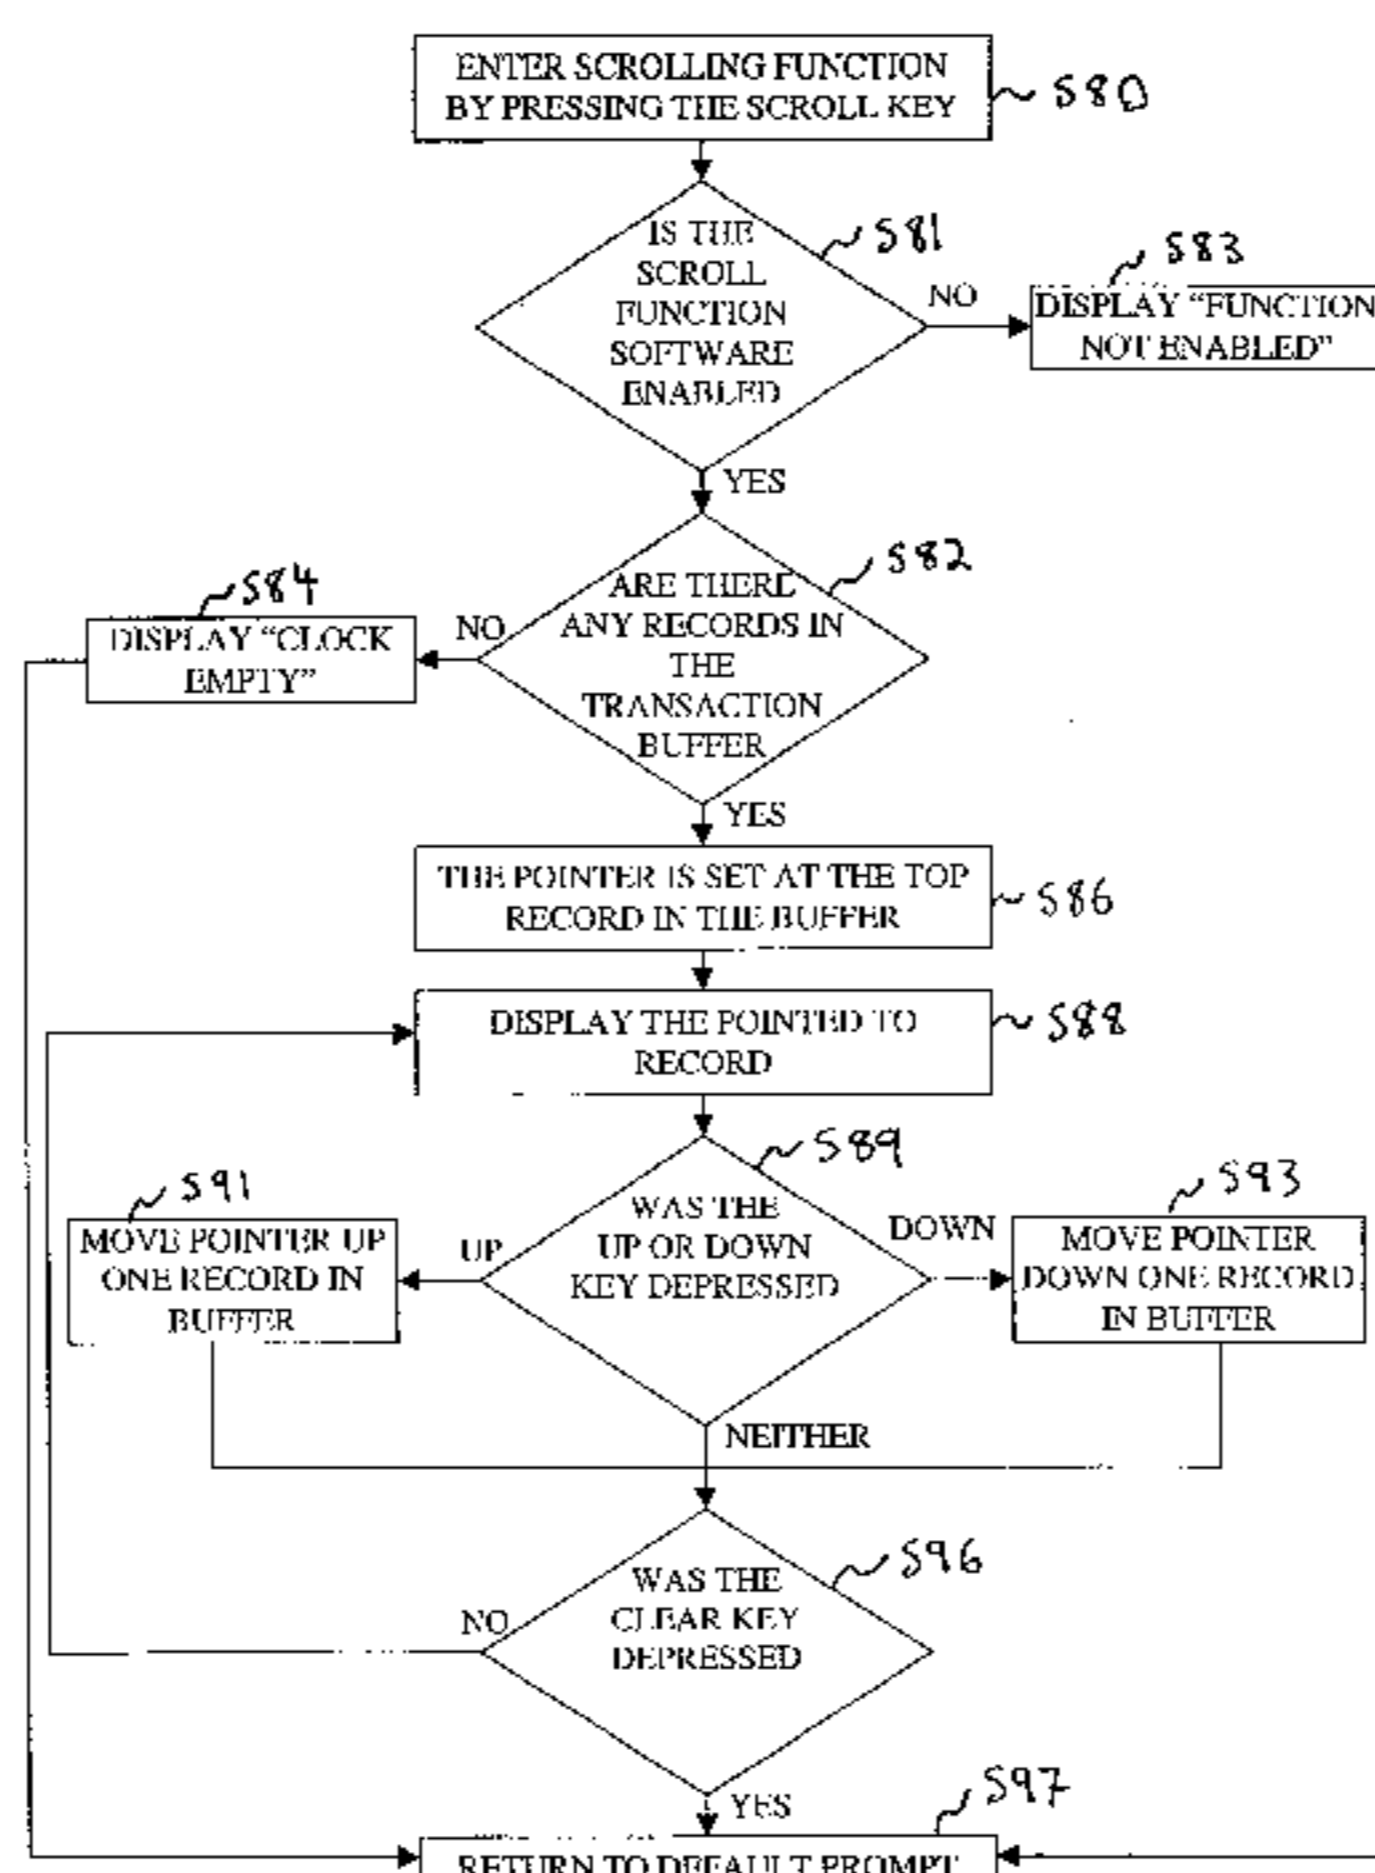 ENTER SCROLLING FUNCTION
BY PRESSING THE SCROLL KEY
580
IS THE
SCROLL
FUNCTION
SOFTWARE
ENABLED
581
NO
583
DISPLAY "FUNCTION
NOT ENABLED"
YES
582
ARE THERE
ANY RECORDS IN
THE
TRANSACTION
BUFFER
NO
584
DISPLAY "CLOCK
EMPTY"
YES
THE POINTER IS SET AT THE TOP
RECORD IN THE BUFFER
586
DISPLAY THE POINTED TO
RECORD
588
589
WAS THE
UP OR DOWN
KEY DEPRESSED
UP
591
MOVE POINTER UP
ONE RECORD IN
BUFFER
DOWN
593
MOVE POINTER
DOWN ONE RECORD
IN BUFFER
NEITHER
596
WAS THE
CLEAR KEY
DEPRESSED
NO
YES
597
RETURN TO DEFAULT PROMPT